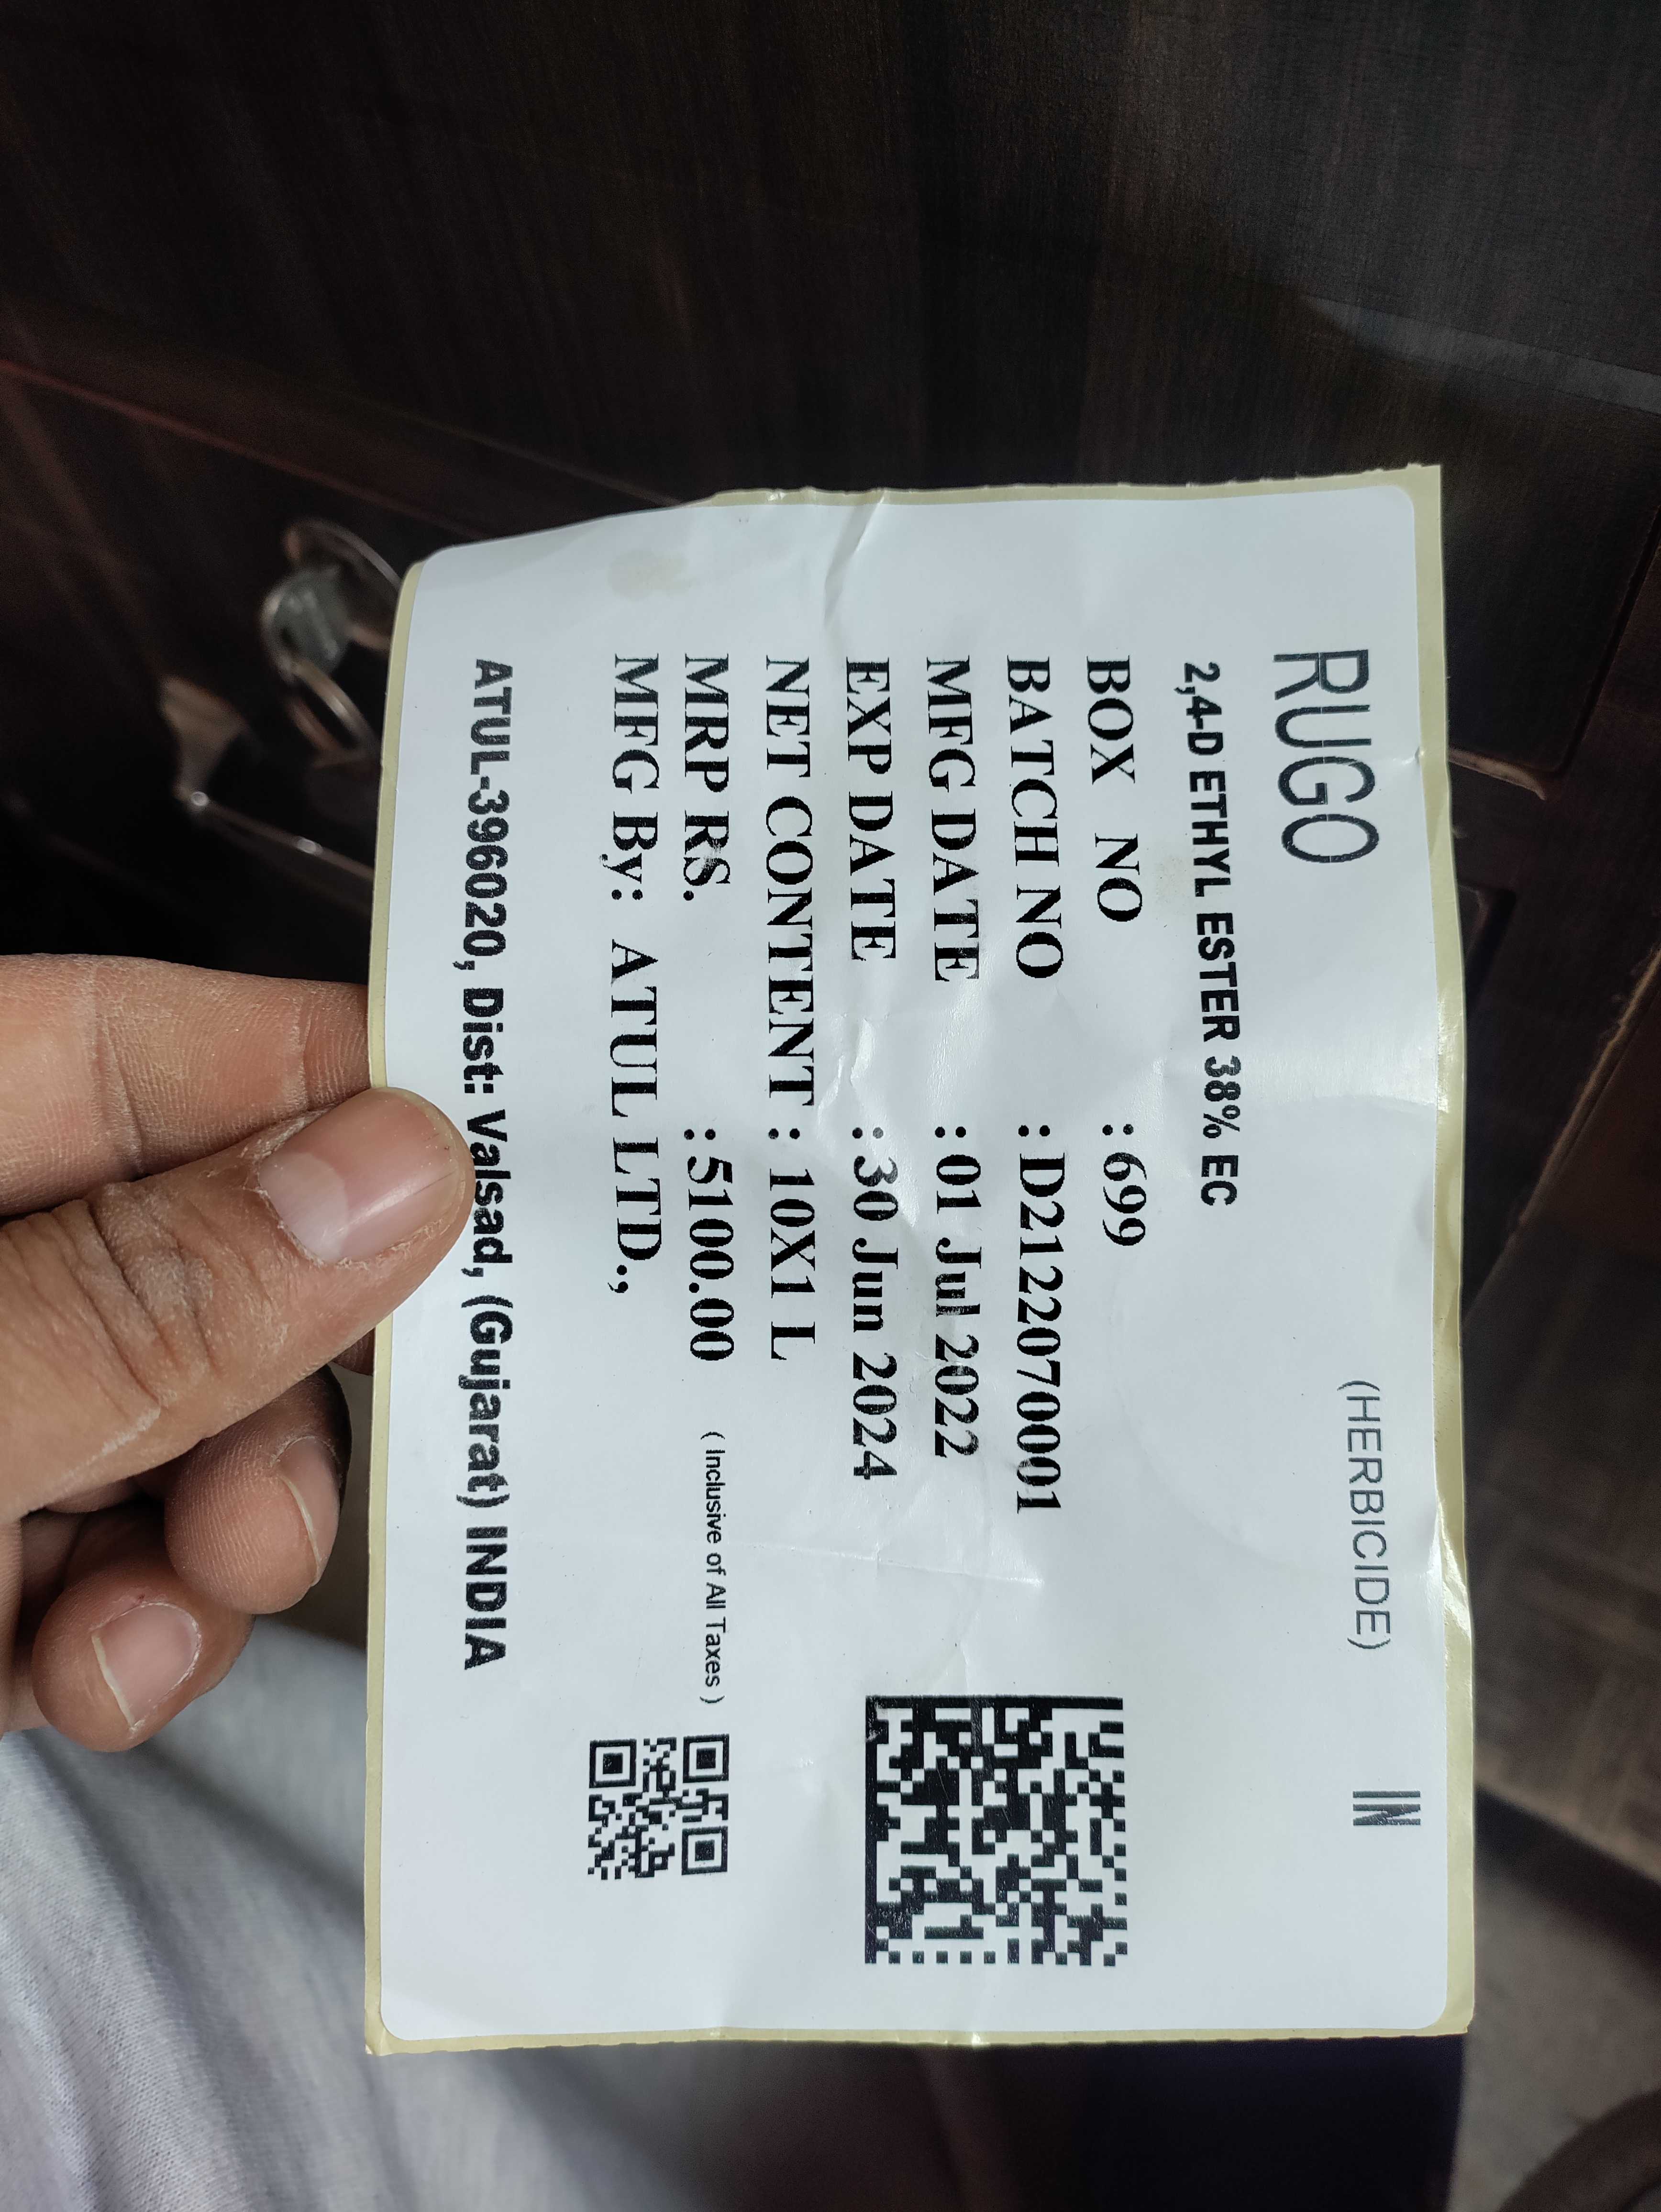 RUGO (HERBICIDE) IN
2,4-D ETHYL ESTER 38% EC
BOX NO : 699
BATCH NO : D2122070001
MFG DATE : 01 Jul 2022
EXP DATE : 30 Jun 2024
NET CONTENT : 10X1 L
MRP RS. : 5100.00 ( Inclusive of All Taxes )
MFG By: ATUL LTD.,
ATUL-396020, Dist: Valsad, (Gujarat) INDIA